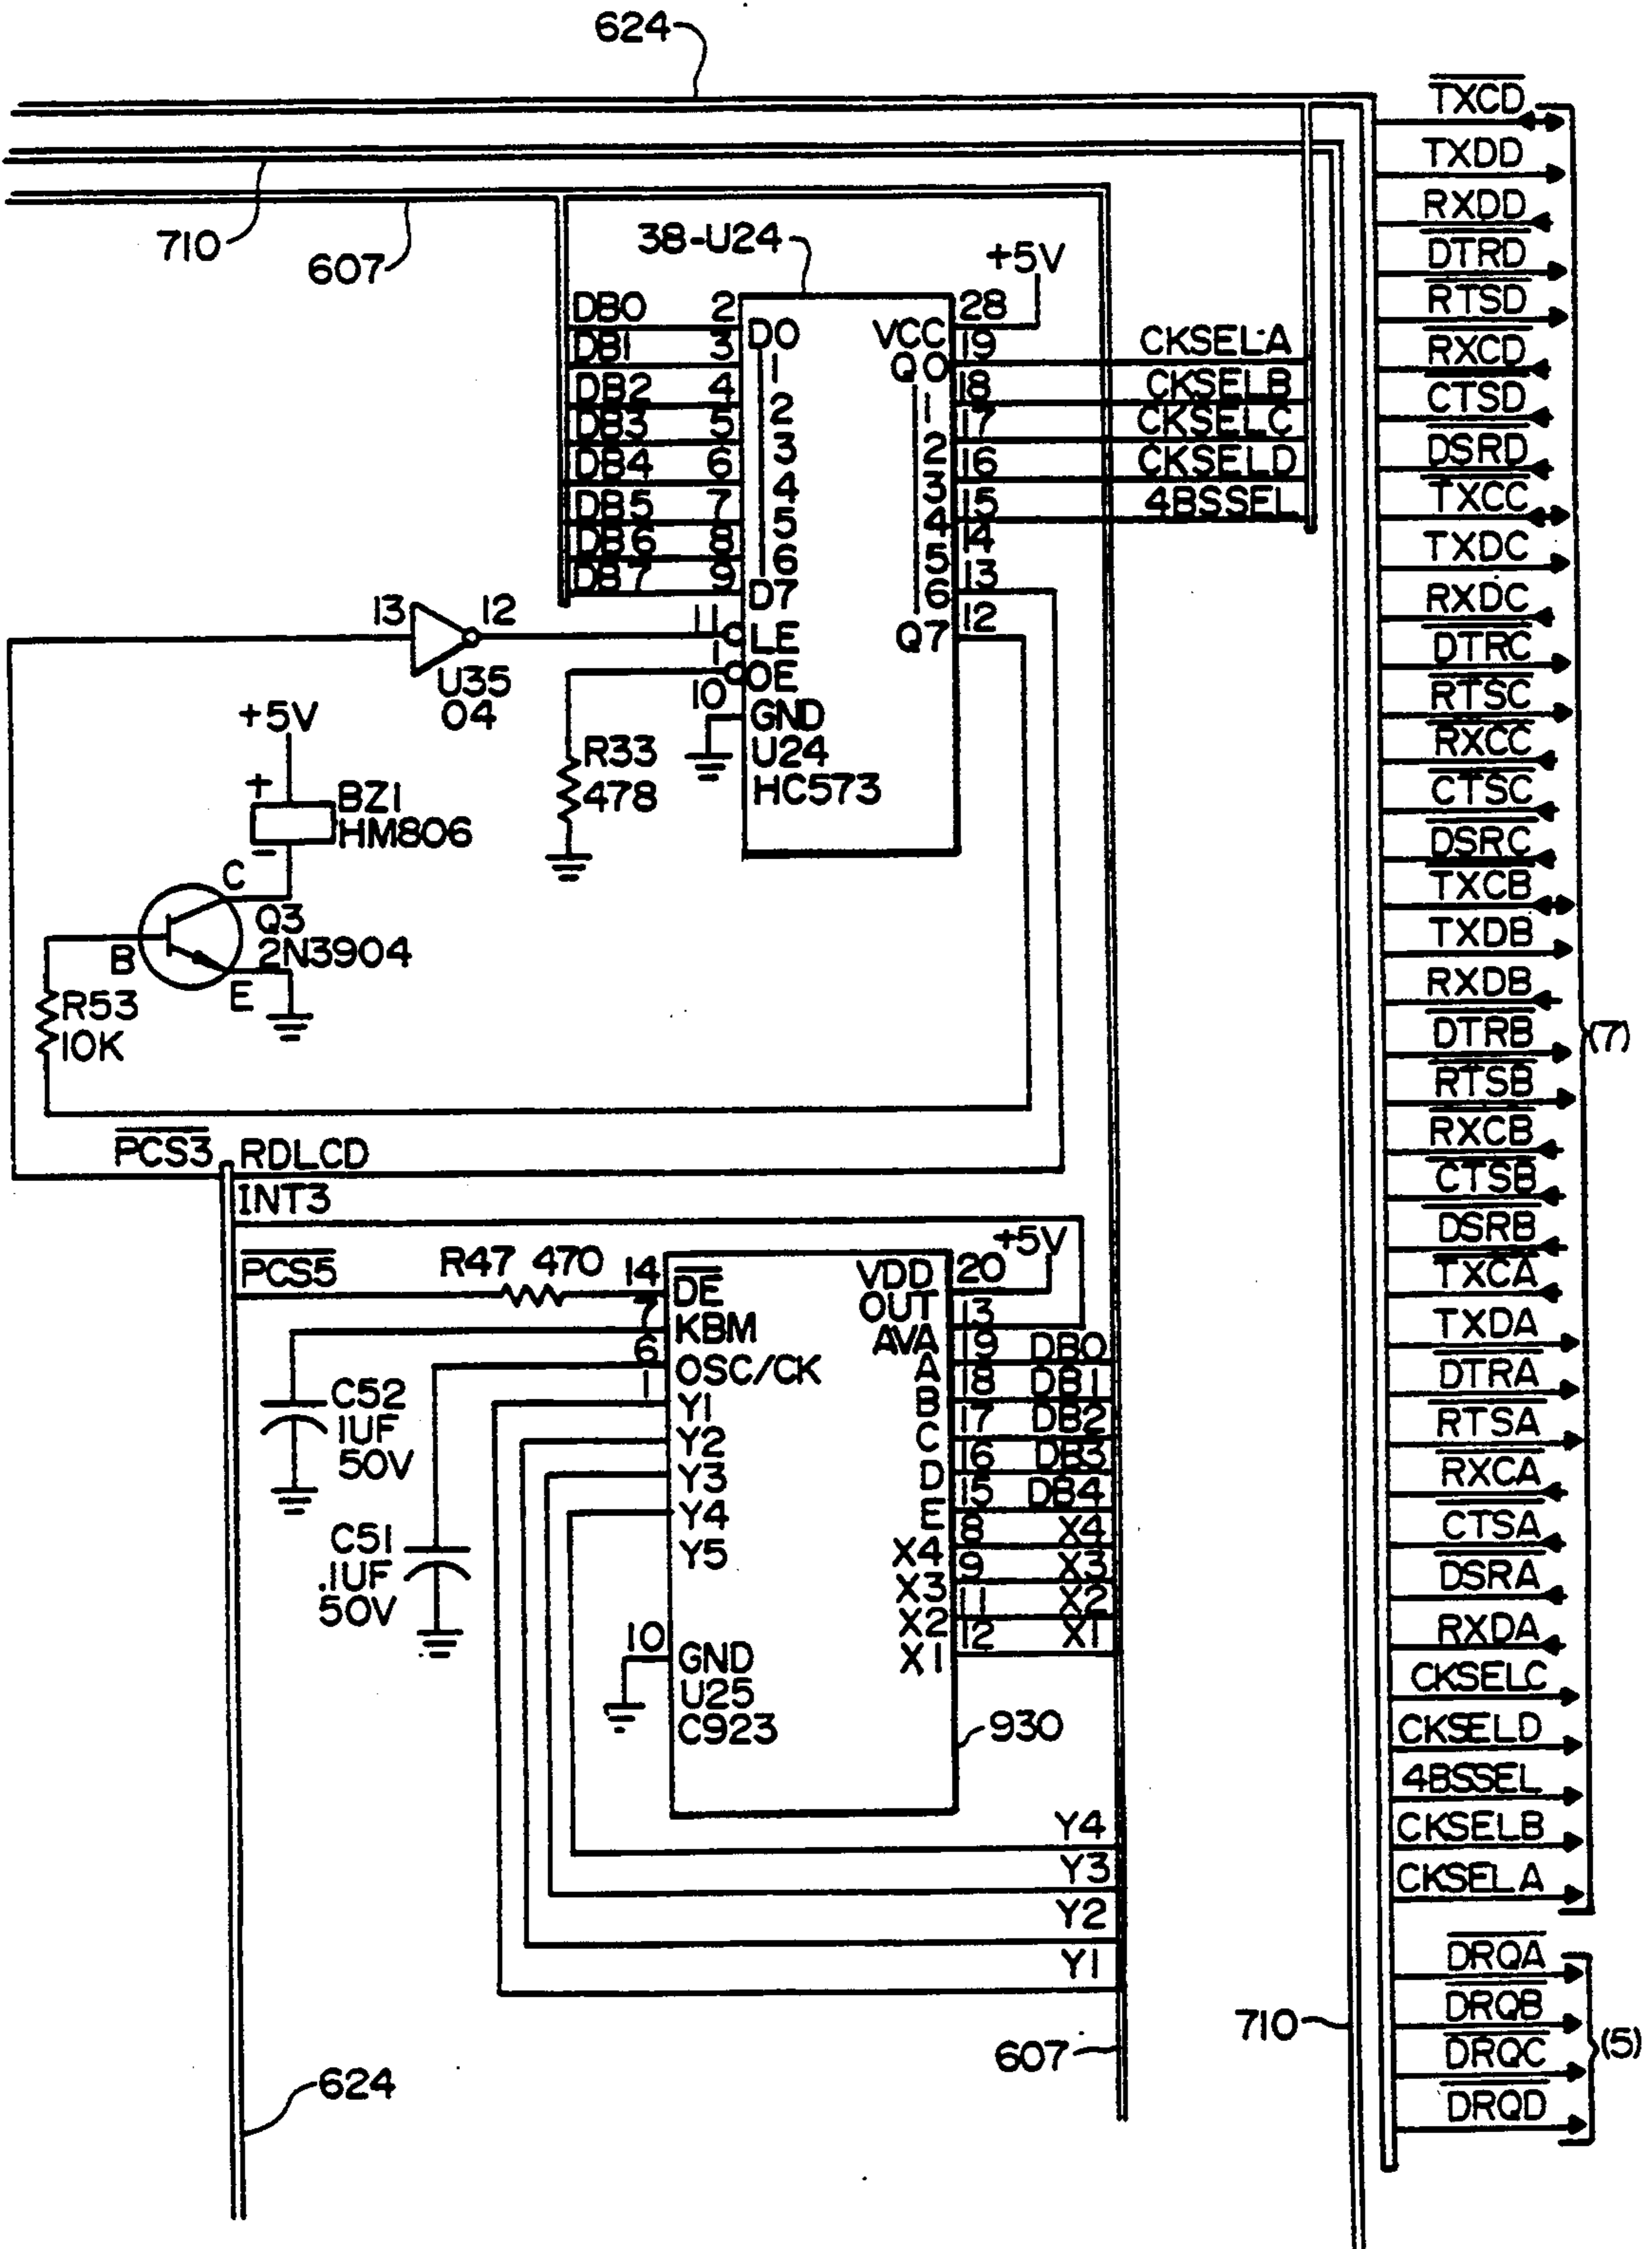 624
710
607
38-U24
+5V
DB0 2 D0
DB1 3 1
DB2 4 2
DB3 5 3
DB4 6 4
DB5 7 5
DB6 8 6
DB7 9 D7
11 LE
1 OE
10 GND
U24
HC573
VCC 28
Q0 19 CKSELA
1 18 CKSELB
2 17 CKSELC
3 16 CKSELD
4 15 4BSSEL
5 14
6 13
Q7 12
13 12
U35
04
R33
478
+5V
+
BZ1
HM806
-
C
Q3
2N3904
B
E
R53
10K
PCS3 RDLCD
INT3
PCS5
R47 470
14 DE
7 KBM
6 OSC/CK
1 Y1
Y2
Y3
Y4
Y5
10 GND
U25
C923
+5V
VDD 20
OUT
AVA 13
A 19 DB0
B 18 DB1
C 17 DB2
D 16 DB3
E 15 DB4
X4 8 X4
X3 9 X3
X2 11 X2
X1 12 X1
930
C52
1UF
50V
C51
.1UF
50V
Y4
Y3
Y2
Y1
607
710
624
TXCD
TXDD
RXDD
DTRD
RTSD
RXCD
CTSD
DSRD
TXCC
TXDC
RXDC
DTRC
RTSC
RXCC
CTSC
DSRC
TXCB
TXDB
RXDB
DTRB
RTSB
RXCB
CTSB
DSRB
TXCA
TXDA
DTRA
RTSA
RXCA
CTSA
DSRA
RXDA
CKSELC
CKSELD
4BSSEL
CKSELB
CKSELA
(7)
DRQA
DRQB
DRQC
DRQD
(5)